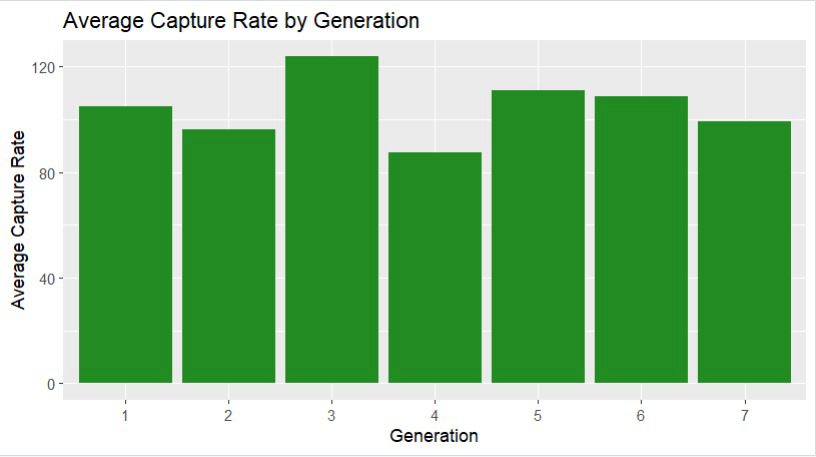 Average Capture Rate by Generation
Average Capture Rate
120
80
40
0
1 2 3 4 5 6 7
Generation